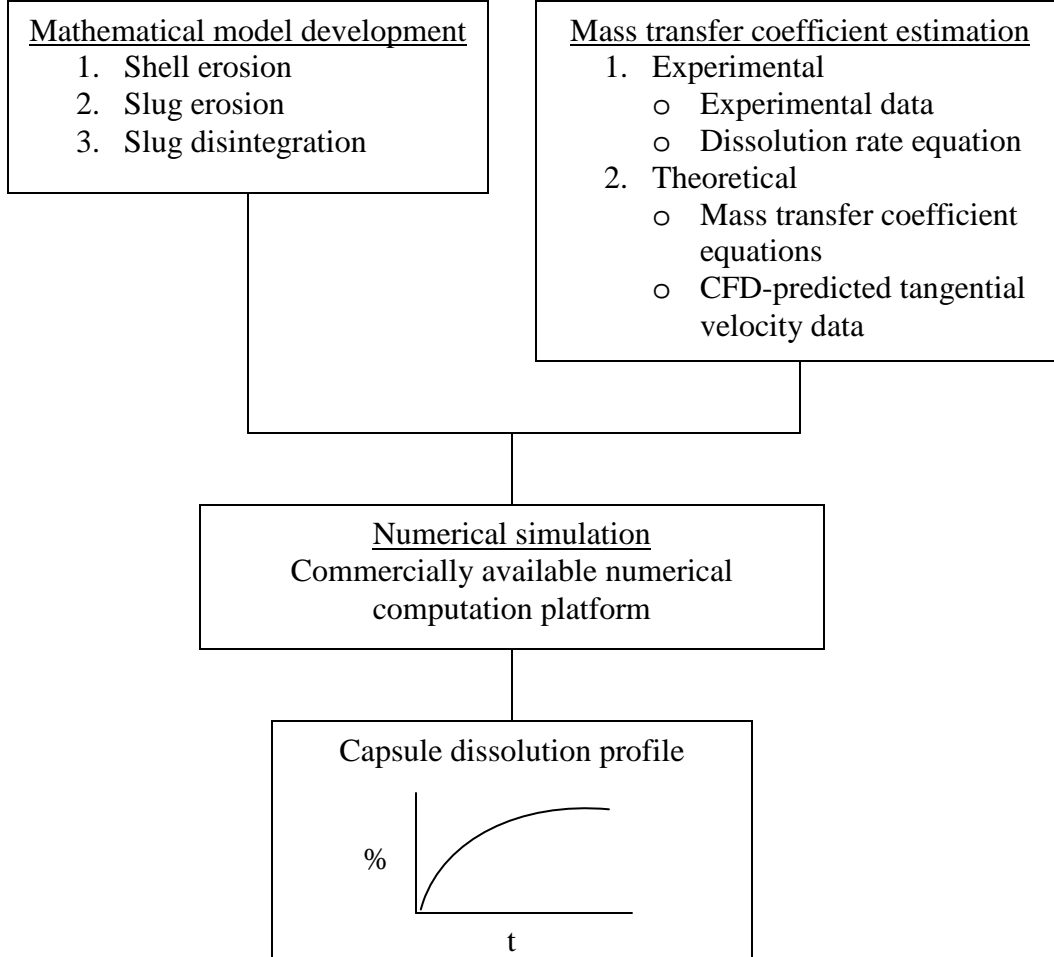 Mathematical model development
1. Shell erosion
2. Slug erosion
3. Slug disintegration
Mass transfer coefficient estimation
1. Experimental
o Experimental data
o Dissolution rate equation
2. Theoretical
o Mass transfer coefficient
equations
o CFD-predicted tangential
velocity data
Numerical simulation
Commercially available numerical
computation platform
Capsule dissolution profile
%
t